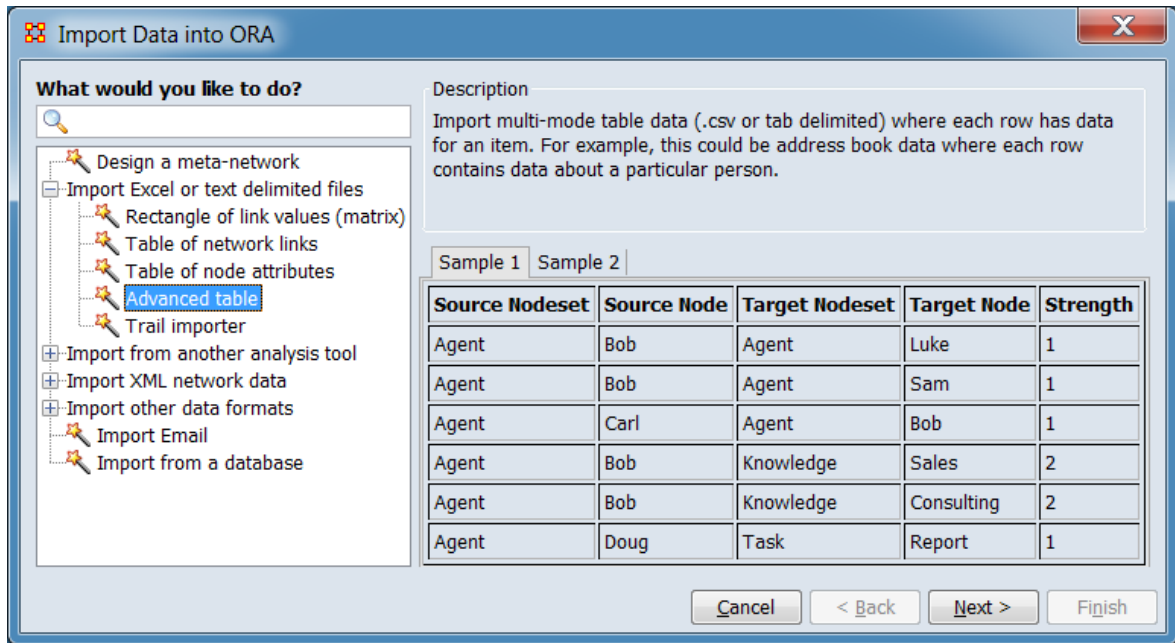 Import Data into ORA
X
What would you like to do?
Design a meta-network
Import Excel or text delimited files
Rectangle of link values (matrix)
Table of network links
Table of node attributes
Advanced table
Trail importer
Import from another analysis tool
Import XML network data
Import other data formats
Import Email
Import from a database
Description
Import multi-mode table data (.csv or tab delimited) where each row has data
for an item. For example, this could be address book data where each row
contains data about a particular person.
Sample 1 Sample 2
Source Nodeset Source Node Target Nodeset Target Node Strength
Agent Bob Agent Luke 1
Agent Bob Agent Sam 1
Agent Carl Agent Bob 1
Agent Bob Knowledge Sales 2
Agent Bob Knowledge Consulting 2
Agent Doug Task Report 1
Cancel < Back Next > Finish